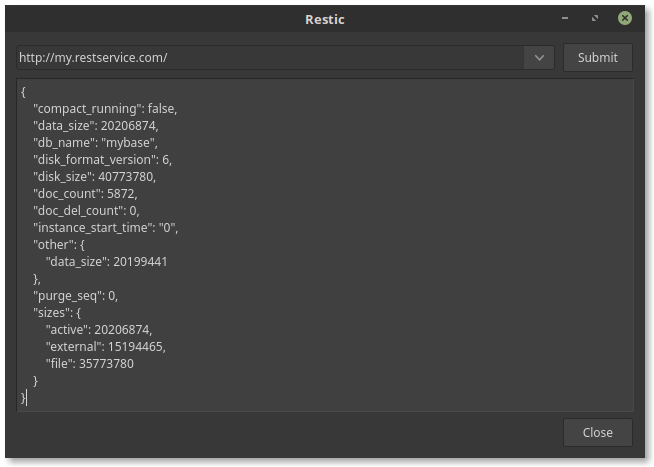 Restic
http://my.restservice.com/
Submit
{
"compact_running": false,
"data_size": 20206874,
"db_name": "mybase",
"disk_format_version": 6,
"disk_size": 40773780,
"doc_count": 5872,
"doc_del_count": 0,
"instance_start_time": "0",
"other": {
"data_size": 20199441
},
"purge_seq": 0,
"sizes": {
"active": 20206874,
"external": 15194465,
"file": 35773780
}
}
Close